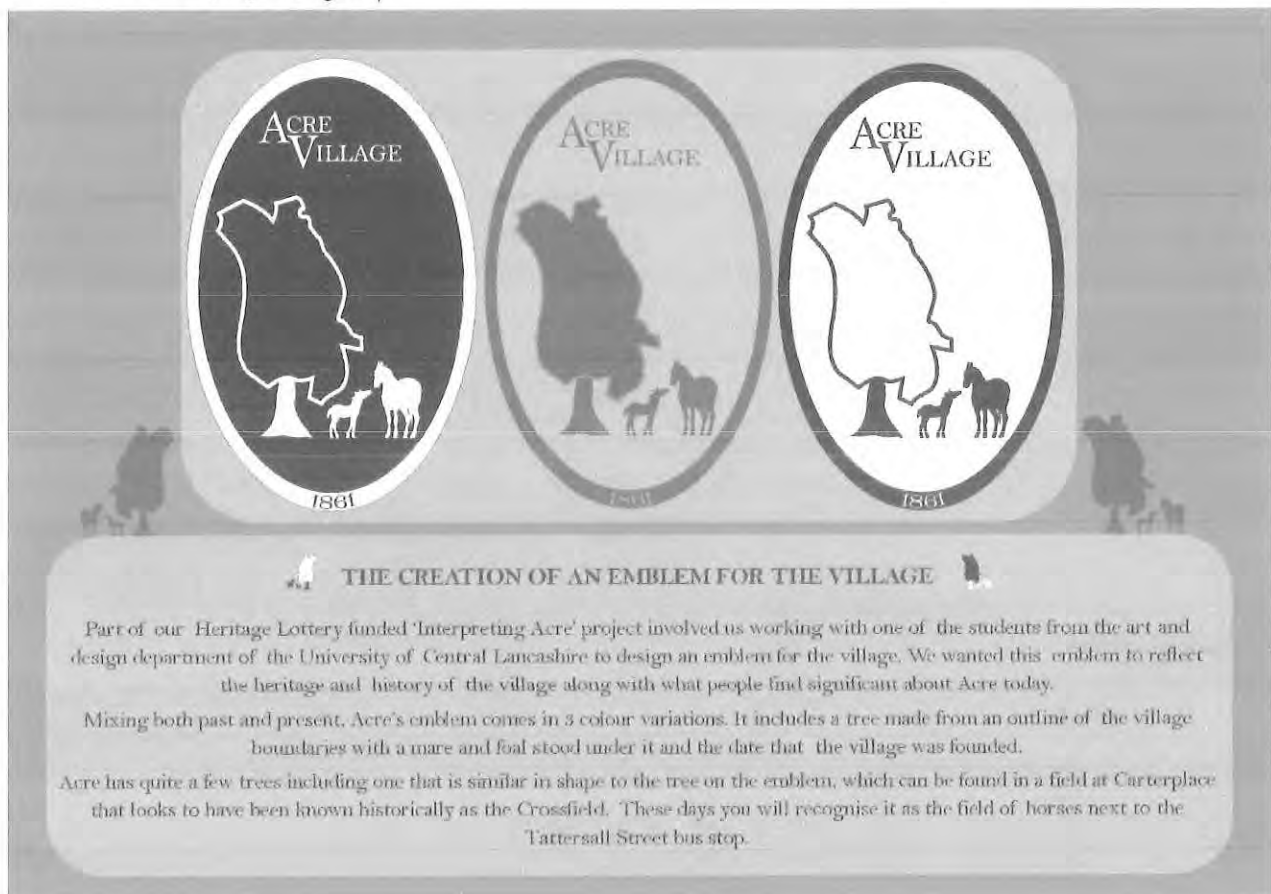 ACRE
VILLAGE
1861
ACRE
VILLAGE
1861
ACRE
VILLAGE
1861
THE CREATION OF AN EMBLEM FOR THE VILLAGE
Part of our Heritage Lottery funded 'Interpreting Acre' project involved us working with one of the students from the art and
design department of the University of Central Lancashire to design an emblem for the village. We wanted this emblem to reflect
the heritage and history of the village along with what people find significant about Acre today.
Mixing both past and present, Acre's emblem comes in 3 colour variations. It includes a tree made from an outline of the village
boundaries with a mare and foal stood under it and the date that the village was founded.
Acre has quite a few trees including one that is similar in shape to the tree on the emblem, which can be found in a field at Carterplace
that looks to have been known historically as the Crossfield. These days you will recognise it as the field of horses next to the
Tattersall Street bus stop.